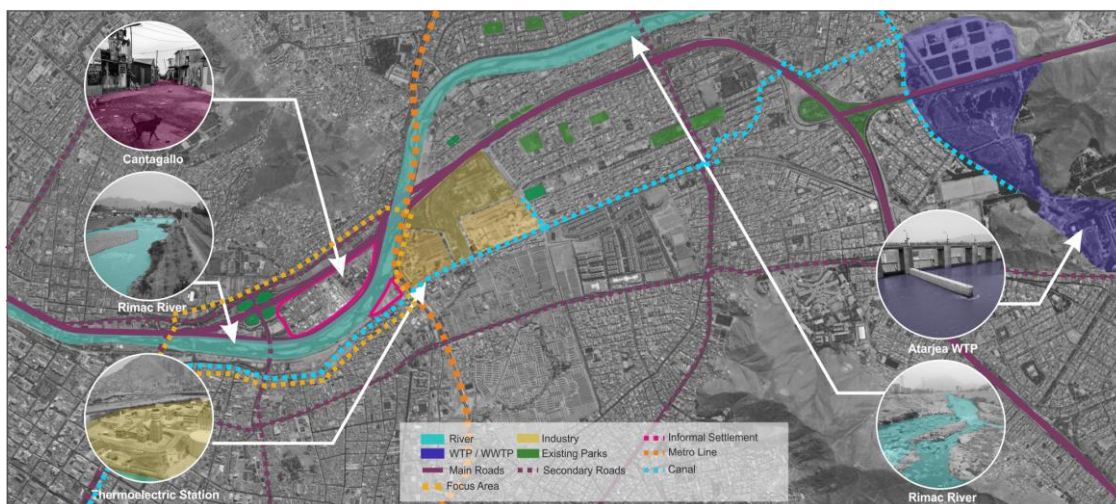 Cantagallo
Rimac River
Thermoelectric Station
Atarjea WTP
Rimac River
River
Industry
Informal Settlement
WTP / WWTP
Existing Parks
Metro Line
Main Roads
Secondary Roads
Canal
Focus Area